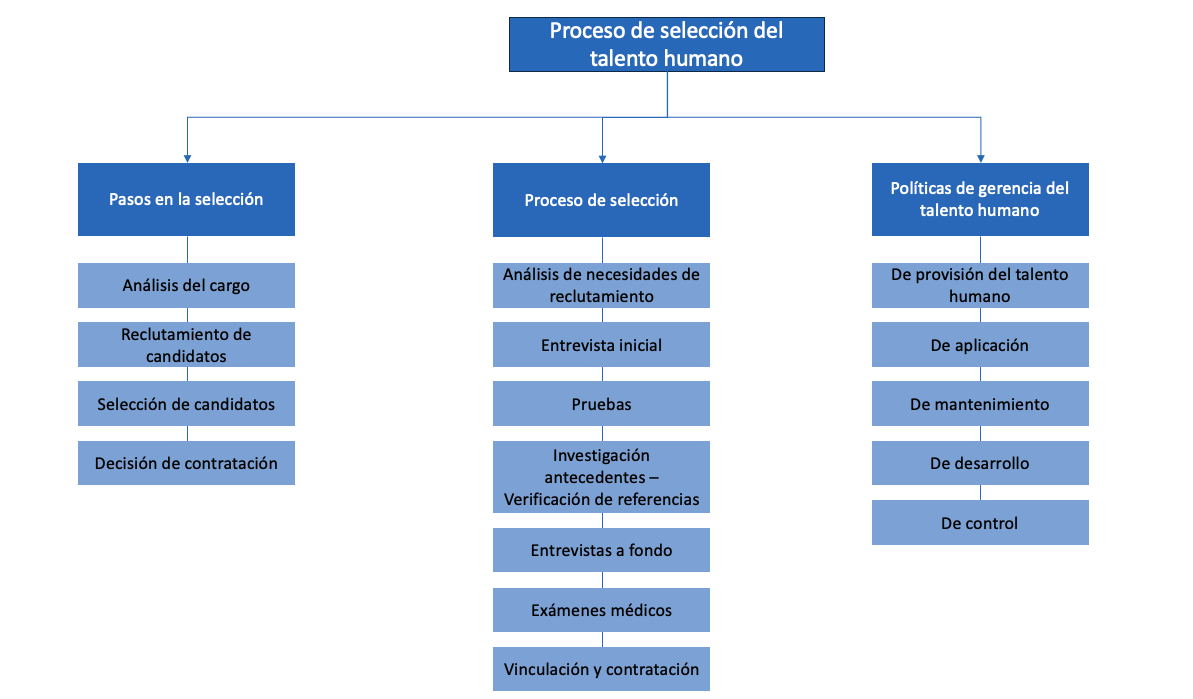 Proceso de selección del
talento humano
Pasos en la selección
Análisis del cargo
Reclutamiento de
candidatos
Selección de candidatos
Decisión de contratación
Proceso de selección
Análisis de necesidades de
reclutamiento
Entrevista inicial
Pruebas
Investigación
antecedentes –
Verificación de referencias
Entrevistas a fondo
Exámenes médicos
Vinculación y contratación
Políticas de gerencia del
talento humano
De provisión del talento
humano
De aplicación
De mantenimiento
De desarrollo
De control